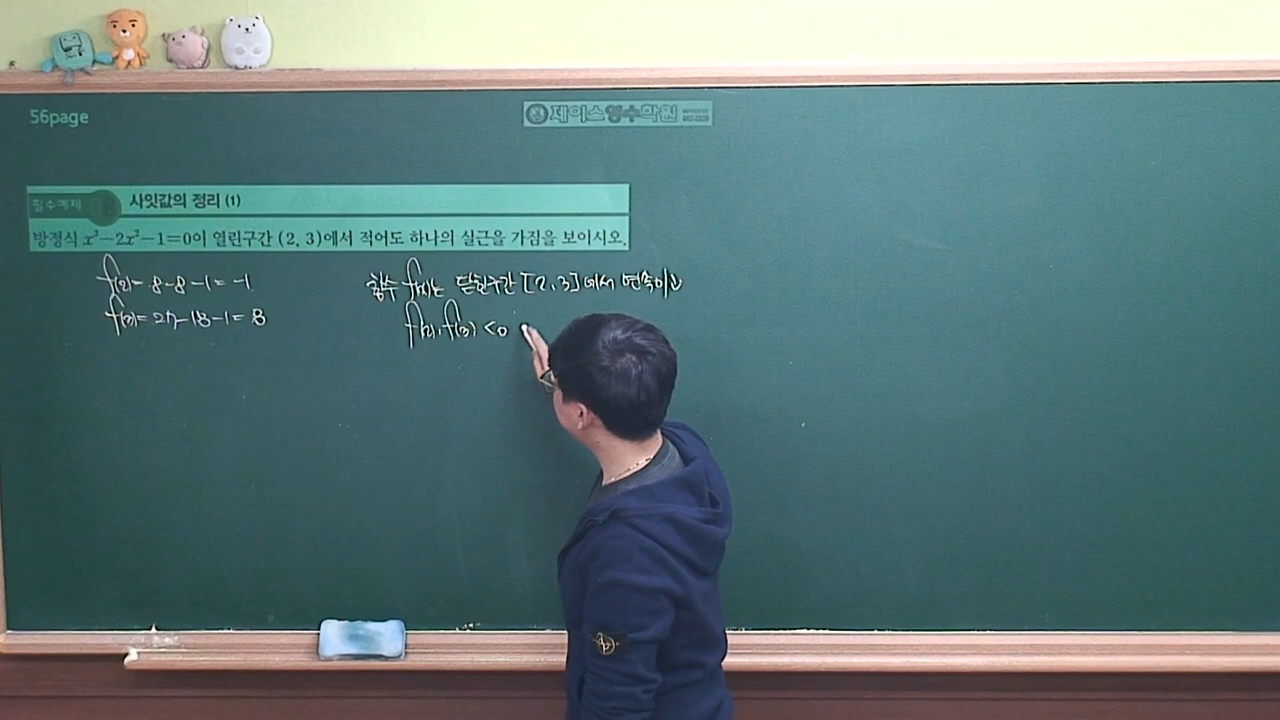 56page
제이스영수학원
필수예제
사잇값의 정리 (1)
방정식 x³-2x²-1=0이 열린구간 (2, 3)에서 적어도 하나의 실근을 가짐을 보이시오.
f(2)= 8-8-1=-1
f(3)= 27-18-1= 8
함수 f(x)는 닫힌구간 [2, 3]에서 연속이고
f(2)·f(3) <0